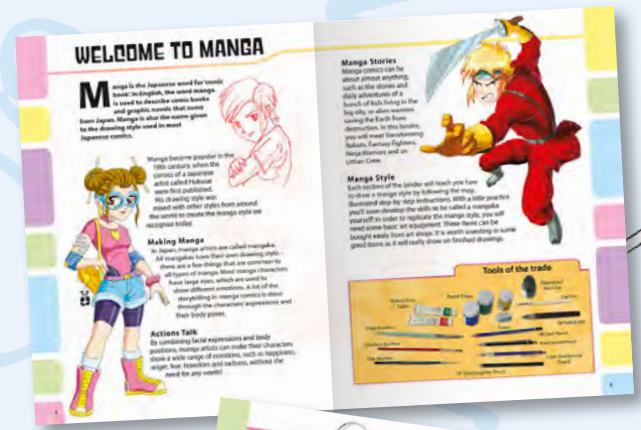 WELCOME TO MANGA
Manga is the Japanese word for 'comic
book'. In English, the word manga
is used to describe comic books
and graphic novels that come
from Japan. Manga is also the name given
to the drawing style used in most
Japanese comics.
Manga became popular in the
19th century when the
comics of a Japanese
artist called Hokusai
were first published.
His drawing style was
mixed with other styles from around
the world to create the manga style we
recognise today.
Making Manga
In Japan, manga artists are called mangaka.
All mangakas have their own drawing style –
there are a few things that are common to
all types of manga. Most manga characters
have large eyes, which are used to
show different emotions. A lot of the
storytelling in manga comics is done
through the characters' expressions and
their body poses.
Actions Talk
By combining facial expressions and body
positions, manga artists can make their characters
show a wide range of emotions, such as happiness,
anger, fear, boredom and sadness, without the
need for any words!
Manga Stories
Manga comics can be
about almost anything,
such as the stories and
daily adventures of a
bunch of kids living in the
big city, or alien warriors
saving the Earth from
destruction. In this binder,
you will meet Transforming
Robots, Fantasy Fighters,
Ninja Warriors and an
Urban Crew.
Manga Style
Each section of the binder will teach you how
to draw a manga style by following the
illustrated step-by-step instructions. With a little practice
you'll soon develop the skills to be called a mangaka
yourself! In order to replicate the manga style, you will
need some basic art equipment. These items can be
bought easily from art shops. It is worth investing in some
good items as it will really show on finished drawings.
Tools of the trade